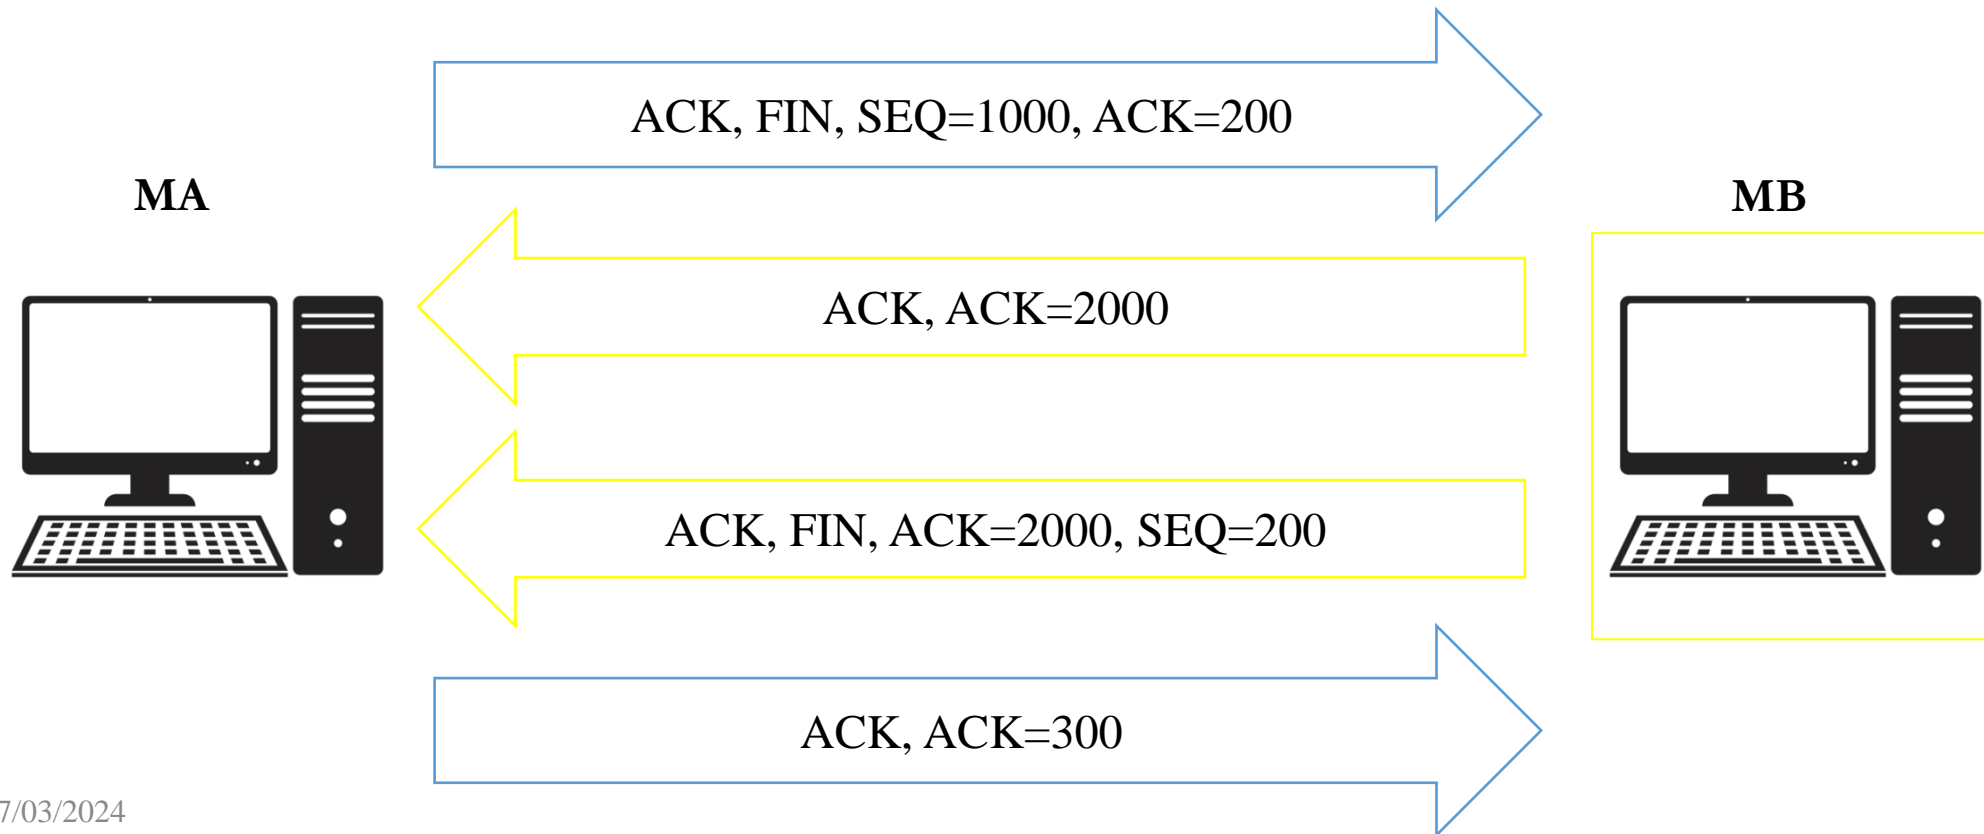 ACK, FIN, SEQ=1000, ACK=200
MA
MB
ACK, ACK=2000
ACK, FIN, ACK=2000, SEQ=200
ACK, ACK=300
7/03/2024